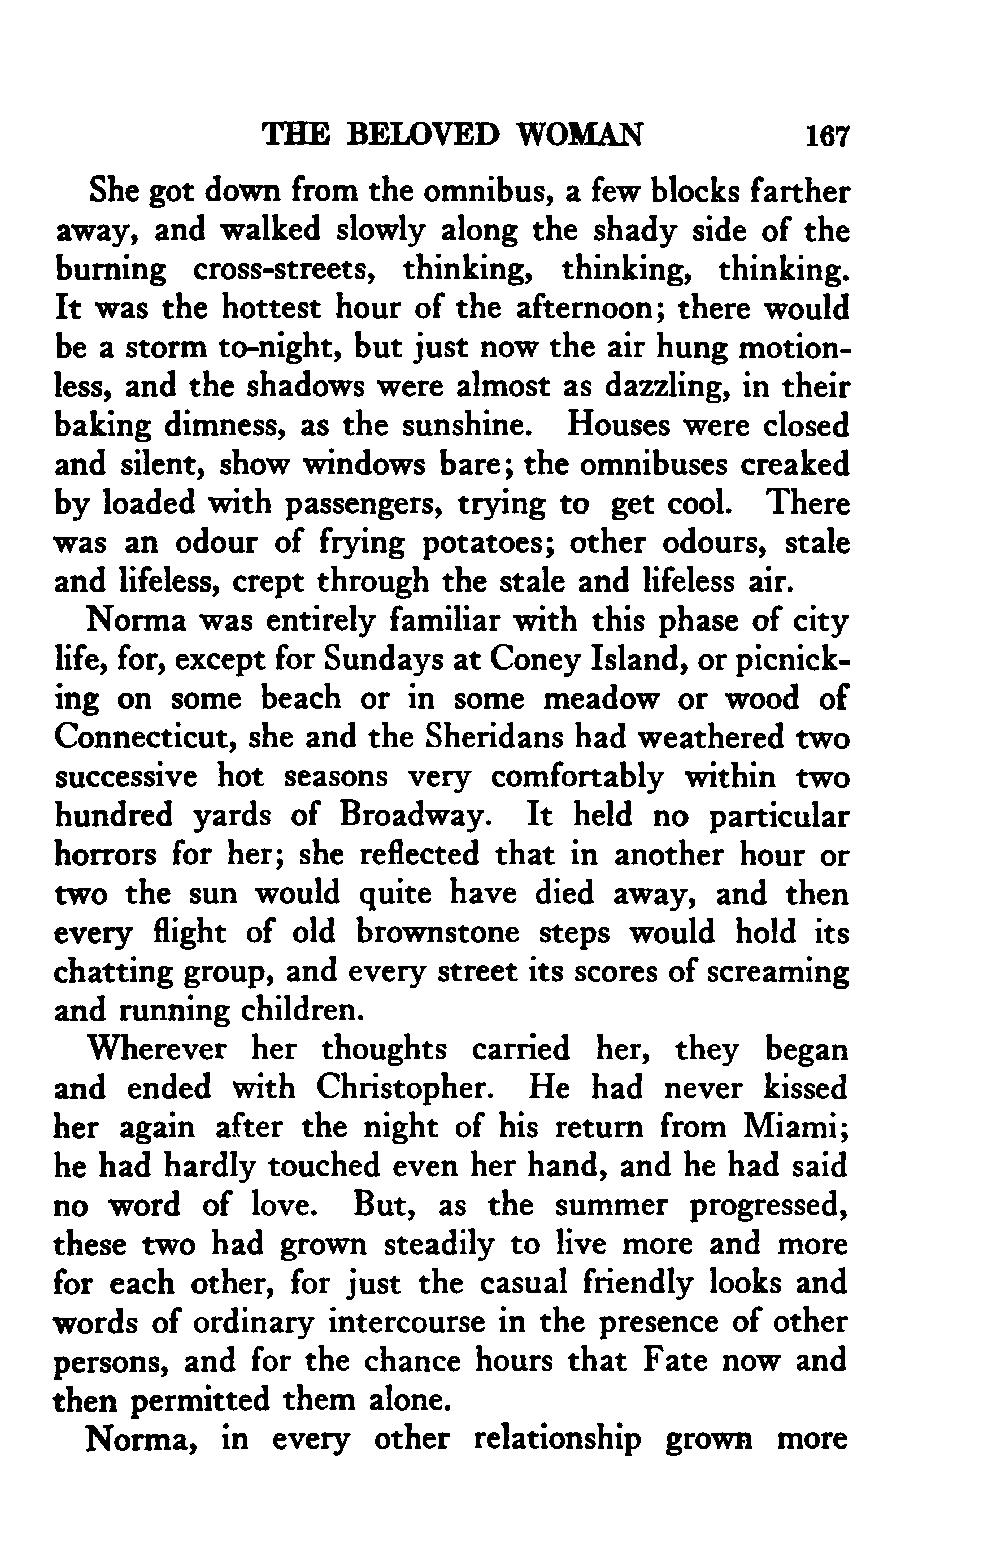 THE BELOVED WOMAN 167
She got down from the omnibus, a few blocks farther
away, and walked slowly along the shady side of the
burning cross-streets, thinking, thinking, thinking.
It was the hottest hour of the afternoon; there would
be a storm to-night, but just now the air hung motion-
less, and the shadows were almost as dazzling, in their
baking dimness, as the sunshine. Houses were closed
and silent, show windows bare; the omnibuses creaked
by loaded with passengers, trying to get cool. There
was an odour of frying potatoes; other odours, stale
and lifeless, crept through the stale and lifeless air.
Norma was entirely familiar with this phase of city
life, for, except for Sundays at Coney Island, or picnick-
ing on some beach or in some meadow or wood of
Connecticut, she and the Sheridans had weathered two
successive hot seasons very comfortably within two
hundred yards of Broadway. It held no particular
horrors for her; she reflected that in another hour or
two the sun would quite have died away, and then
every flight of old brownstone steps would hold its
chatting group, and every street its scores of screaming
and running children.
Wherever her thoughts carried her, they began
and ended with Christopher. He had never kissed
her again after the night of his return from Miami;
he had hardly touched even her hand, and he had said
no word of love. But, as the summer progressed,
these two had grown steadily to live more and more
for each other, for just the casual friendly looks and
words of ordinary intercourse in the presence of other
persons, and for the chance hours that Fate now and
then permitted them alone.
Norma, in every other relationship grown more